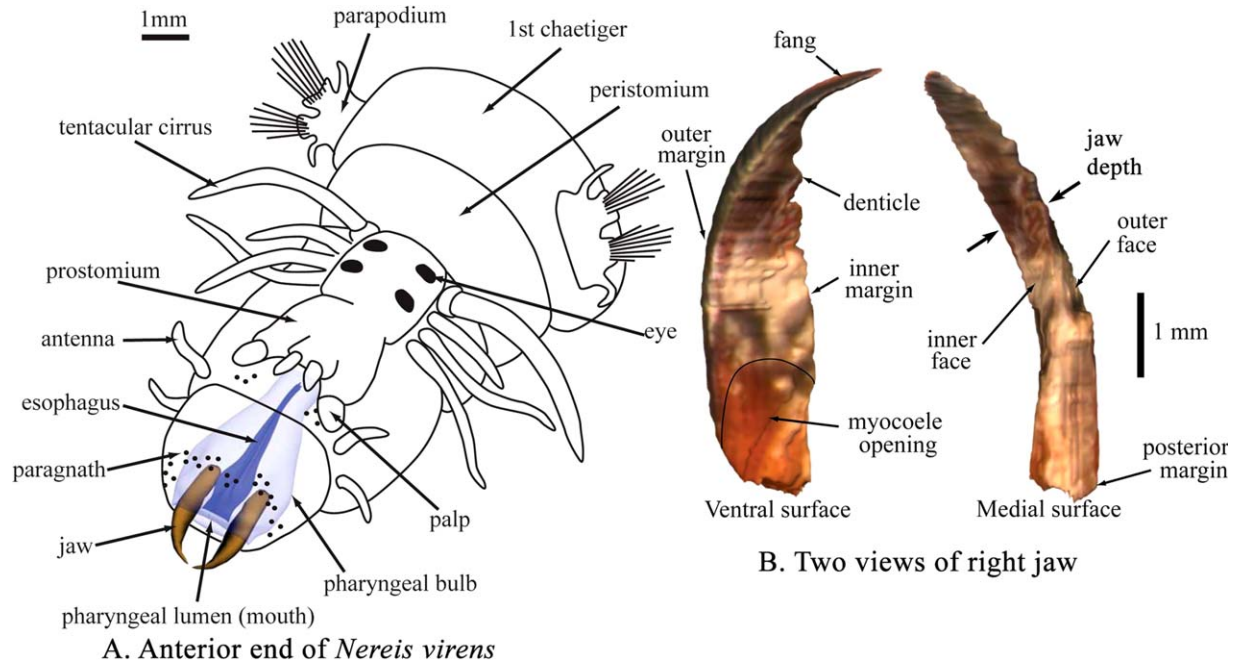 1mm
parapodium
1st chaetiger
peristomium
tentacular cirrus
prostomium
antenna
eye
esophagus
paragnath
jaw
palp
pharyngeal bulb
pharyngeal lumen (mouth)
A. Anterior end of Nereis virens
fang
outer
margin
jaw
depth
denticle
outer
face
inner
margin
inner
face
1 mm
myocoele
opening
posterior
margin
Ventral surface
Medial surface
B. Two views of right jaw